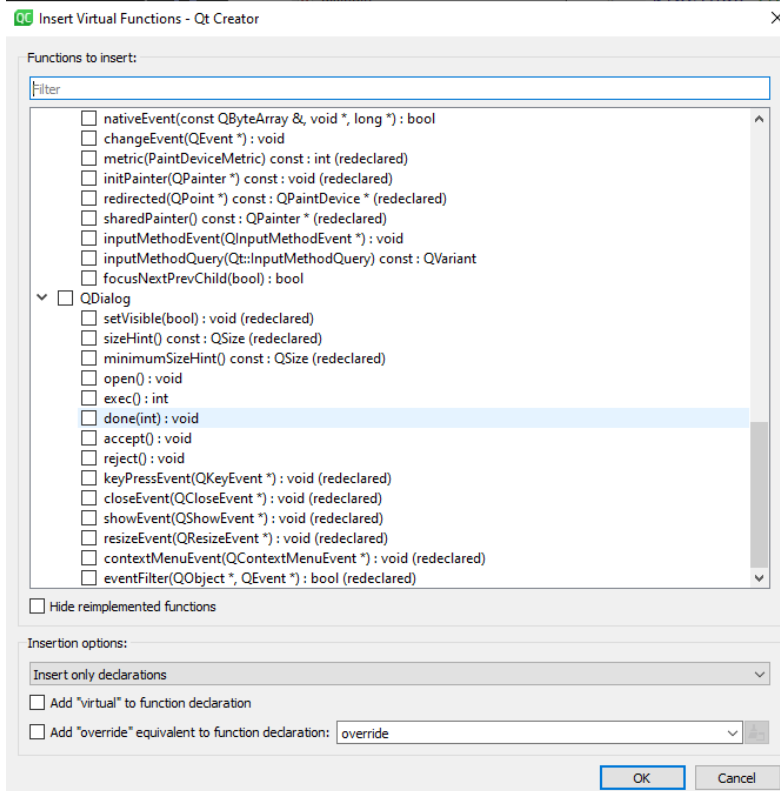 QC Insert Virtual Functions - Qt Creator
Functions to insert:
Filter
nativeEvent(const QByteArray &, void *, long *) : bool
changeEvent(QEvent *) : void
metric(PaintDeviceMetric) const : int (redeclared)
initPainter(QPainter *) const : void (redeclared)
redirected(QPoint *) const : QPaintDevice * (redeclared)
sharedPainter() const : QPainter * (redeclared)
inputMethodEvent(QInputMethodEvent *) : void
inputMethodQuery(Qt::InputMethodQuery) const : QVariant
focusNextPrevChild(bool) : bool
QDialog
setVisible(bool) : void (redeclared)
sizeHint() const : QSize (redeclared)
minimumSizeHint() const : QSize (redeclared)
open() : void
exec() : int
done(int) : void
accept() : void
reject() : void
keyPressEvent(QKeyEvent *) : void (redeclared)
closeEvent(QCloseEvent *) : void (redeclared)
showEvent(QShowEvent *) : void (redeclared)
resizeEvent(QResizeEvent *) : void (redeclared)
contextMenuEvent(QContextMenuEvent *) : void (redeclared)
eventFilter(QObject *, QEvent *) : bool (redeclared)
Hide reimplemented functions
Insertion options:
Insert only declarations
Add "virtual" to function declaration
Add "override" equivalent to function declaration: override
OK Cancel